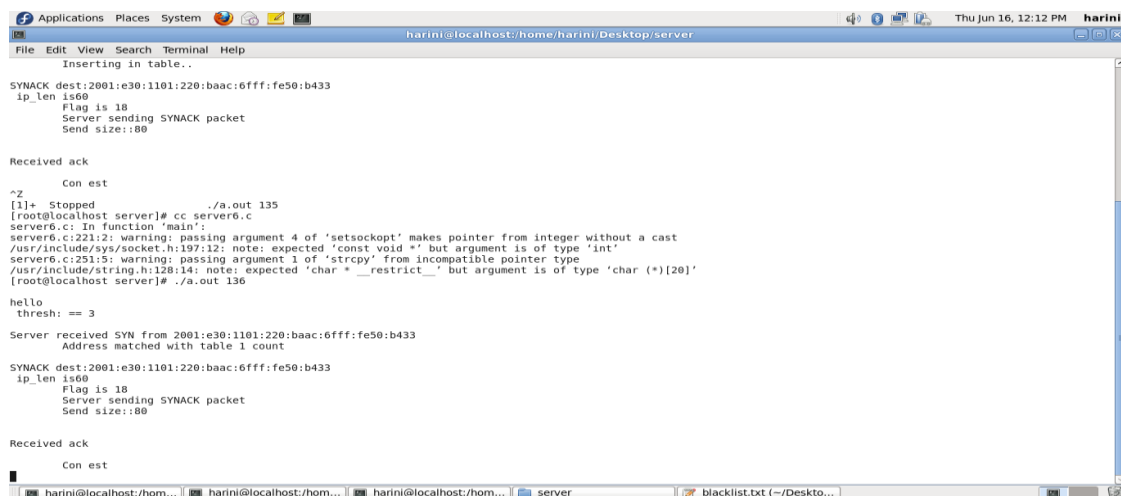 Applications Places System Thu Jun 16, 12:12 PM harini
harini@localhost:/home/harini/Desktop/server
File Edit View Search Terminal Help
Inserting in table..
SYNACK dest:2001:e30:1101:220:baac:6fff:fe50:b433
ip_len is60
Flag is 18
Server sending SYNACK packet
Send size::80
Received ack
Con est
^Z
[1]+ Stopped ./a.out 135
[root@localhost server]# cc server6.c
server6.c: In function ‘main’:
server6.c:221:2: warning: passing argument 4 of ‘setsockopt’ makes pointer from integer without a cast
/usr/include/sys/socket.h:197:12: note: expected ‘const void *’ but argument is of type ‘int’
server6.c:251:5: warning: passing argument 1 of ‘strcpy’ from incompatible pointer type
/usr/include/string.h:128:14: note: expected ‘char * __restrict__’ but argument is of type ‘char (*)[20]’
[root@localhost server]# ./a.out 136
hello
thresh: == 3
Server received SYN from 2001:e30:1101:220:baac:6fff:fe50:b433
Address matched with table 1 count
SYNACK dest:2001:e30:1101:220:baac:6fff:fe50:b433
ip_len is60
Flag is 18
Server sending SYNACK packet
Send size::80
Received ack
Con est
harini@localhost:/hom... harini@localhost:/hom... harini@localhost:/hom... server blacklist.txt (~/Deskto...